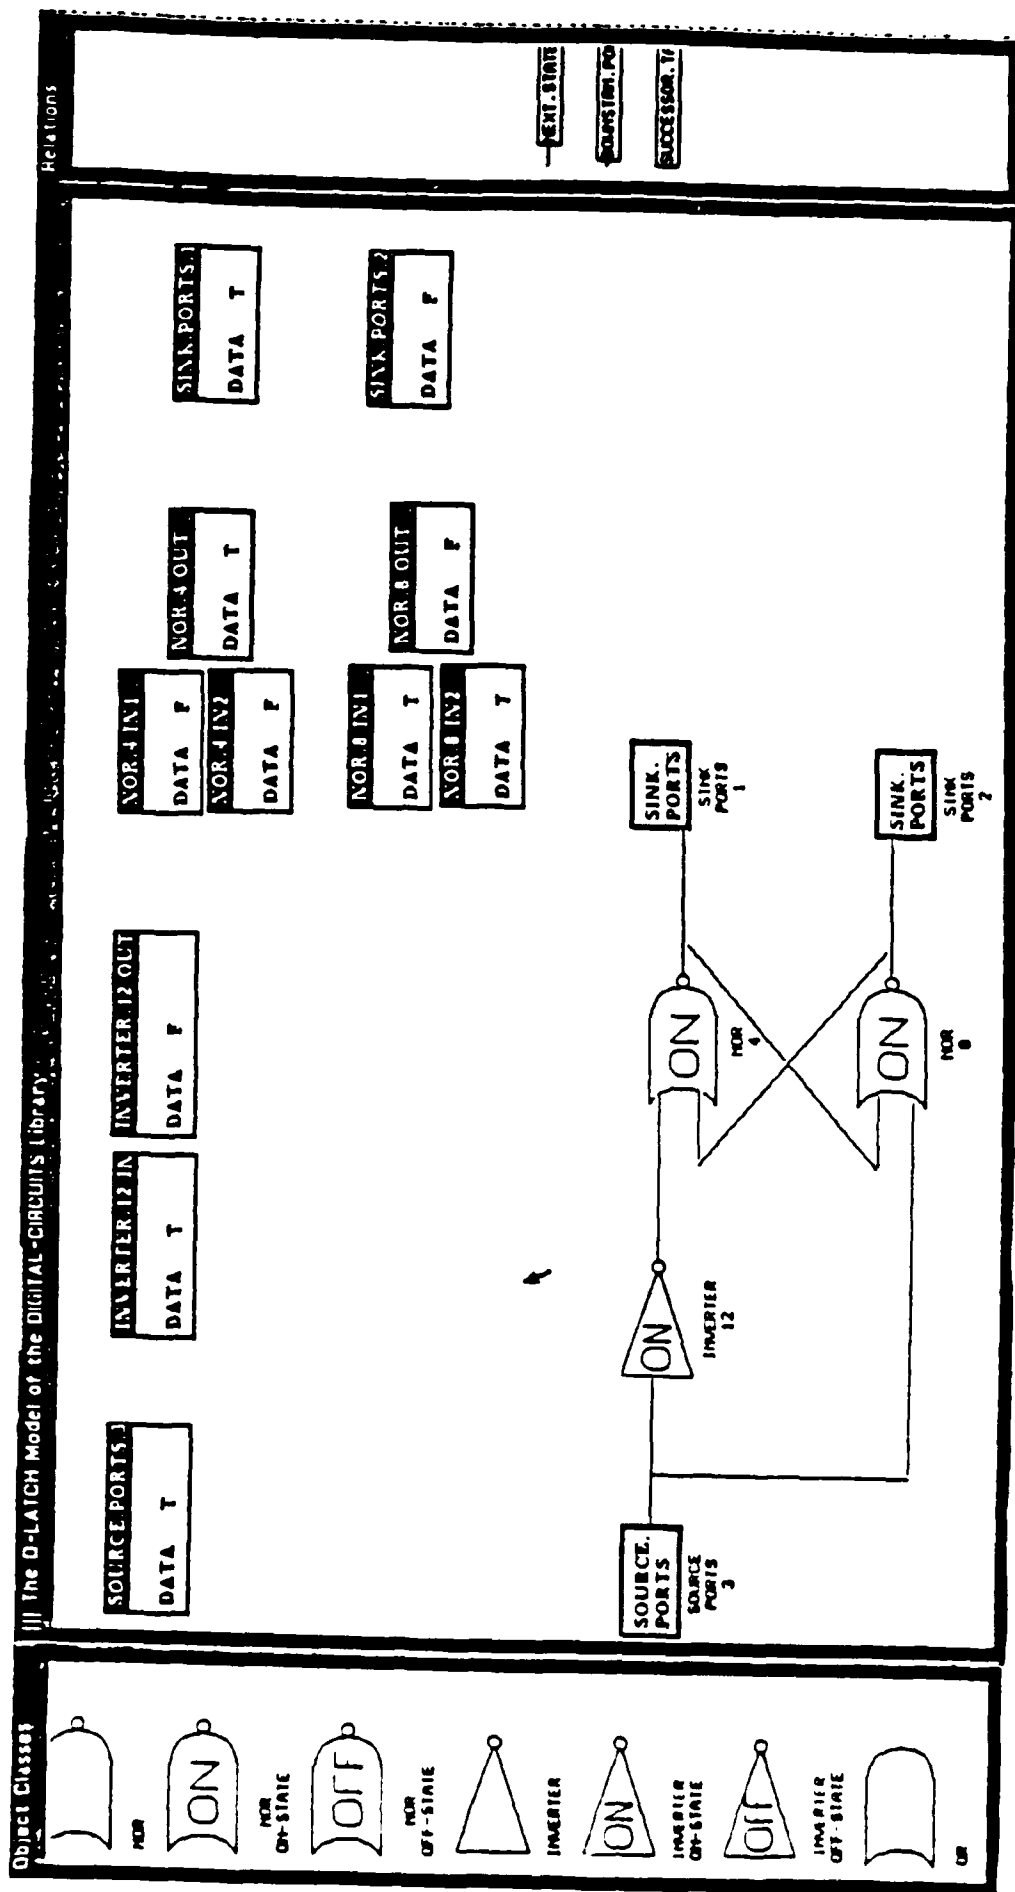 Object Classes
NOR
ON
NOR
ON-STATE
OFF
NOR
OFF-STATE
INVERTER
ON
INVERTER
ON-STATE
OFF
INVERTER
OFF-STATE
OR
The D-LATCH Model of the DIGITAL-CIRCUITS Library
SOURCE.PORTS.3
DATA T
INVERTER.12 IN
DATA T
INVERTER.12 OUT
DATA F
NOR.4 IN1
DATA F
NOR.4 IN2
DATA F
NOR.4 OUT
DATA T
SINK.PORTS.1
DATA T
NOR.8 IN1
DATA T
NOR.8 IN2
DATA T
NOR.8 OUT
DATA F
SINK.PORTS.2
DATA F
SOURCE.
PORTS
SOURCE
PORTS
3
ON
INVERTER
12
ON
NOR
4
SINK.
PORTS
SINK
PORTS
1
ON
NOR
8
SINK.
PORTS
SINK
PORTS
2
Relations
NEXT.STATE
DOWNSTRM.PO
SUCCESSOR.TA